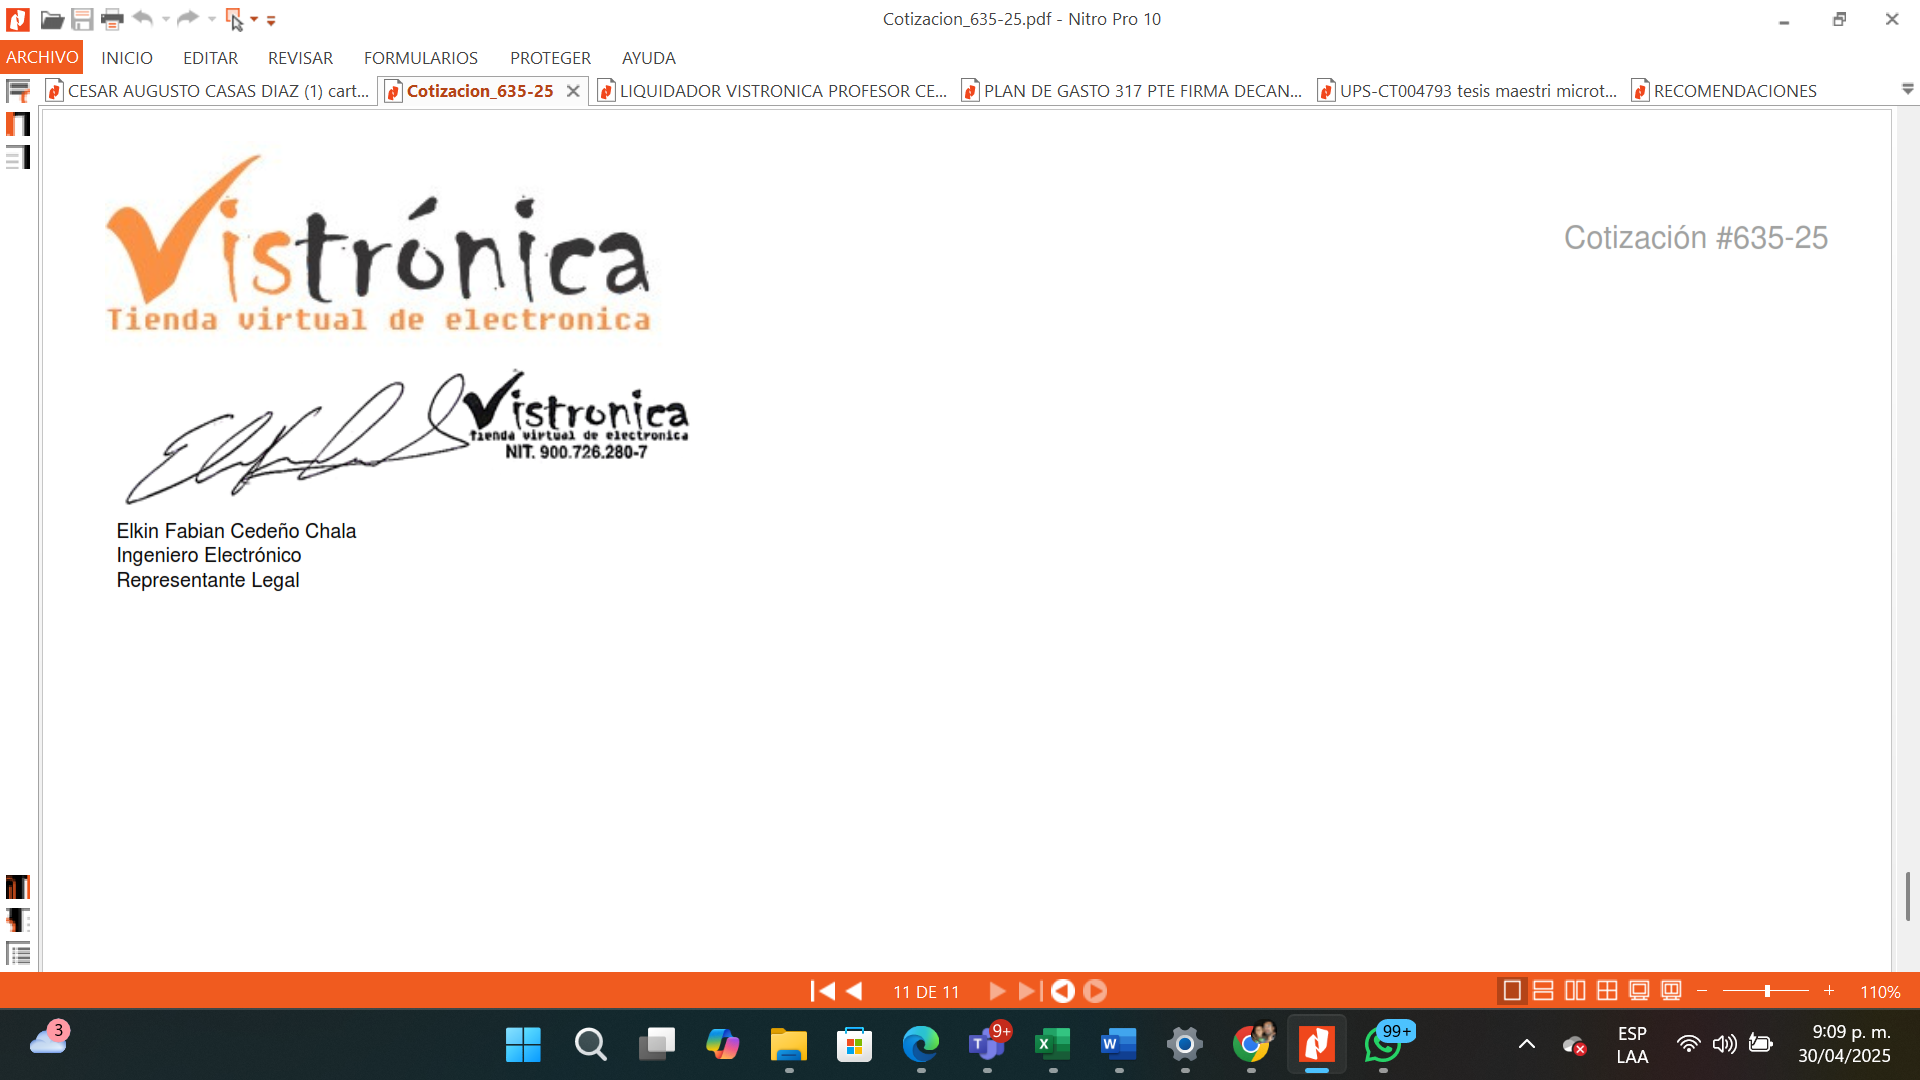 Cotizacion_635-25.pdf - Nitro Pro 10
ARCHIVO INICIO EDITAR REVISAR FORMULARIOS PROTEGER AYUDA
CESAR AUGUSTO CASAS DIAZ (1) cart... Cotizacion_635-25 LIQUIDADOR VISTRONICA PROFESOR CE... PLAN DE GASTO 317 PTE FIRMA DECAN... UPS-CT004793 tesis maestri microt... RECOMENDACIONES
Vistrónica
Tienda virtual de electronica
Cotización #635-25
Vistronica
Tienda virtual de electronica
NIT. 900.726.280-7
Elkin Fabian Cedeño Chala
Ingeniero Electrónico
Representante Legal
11 DE 11
110%
3
9+
99+
ESP
LAA
9:09 p. m.
30/04/2025